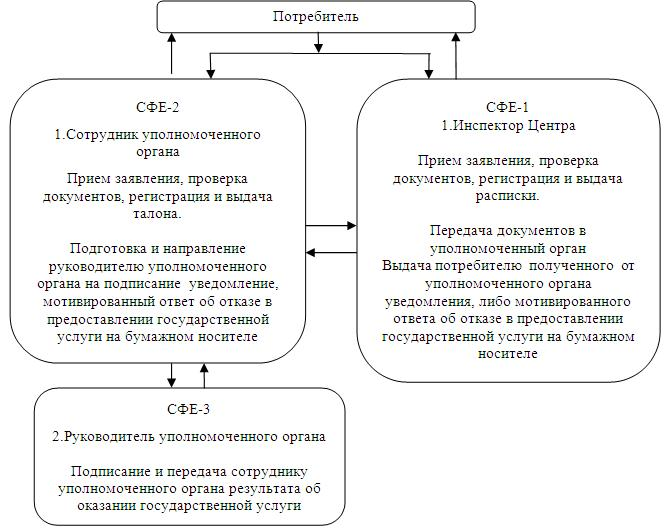 Потребитель
СФЕ-2
1.Сотрудник уполномоченного
органа
Прием заявления, проверка
документов, регистрация и выдача
талона.
Подготовка и направление
руководителю уполномоченного
органа на подписание уведомление,
мотивированный ответ об отказе в
предоставлении государственной
услуги на бумажном носителе
СФЕ-1
1.Инспектор Центра
Прием заявления, проверка
документов, регистрация и выдача
расписки.
Передача документов в
уполномоченный орган
Выдача потребителю полученного от
уполномоченного органа
уведомления, либо мотивированного
ответа об отказе в предоставлении
государственной услуги на бумажном
носителе
СФЕ-3
2.Руководитель уполномоченного органа
Подписание и передача сотруднику
уполномоченного органа результата об
оказании государственной услуги